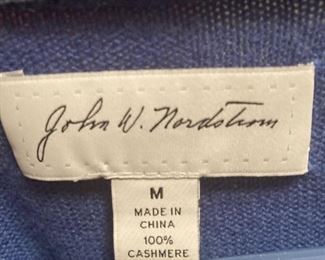 John W. Nordstrom
M
MADE IN
CHINA
100%
CASHMERE